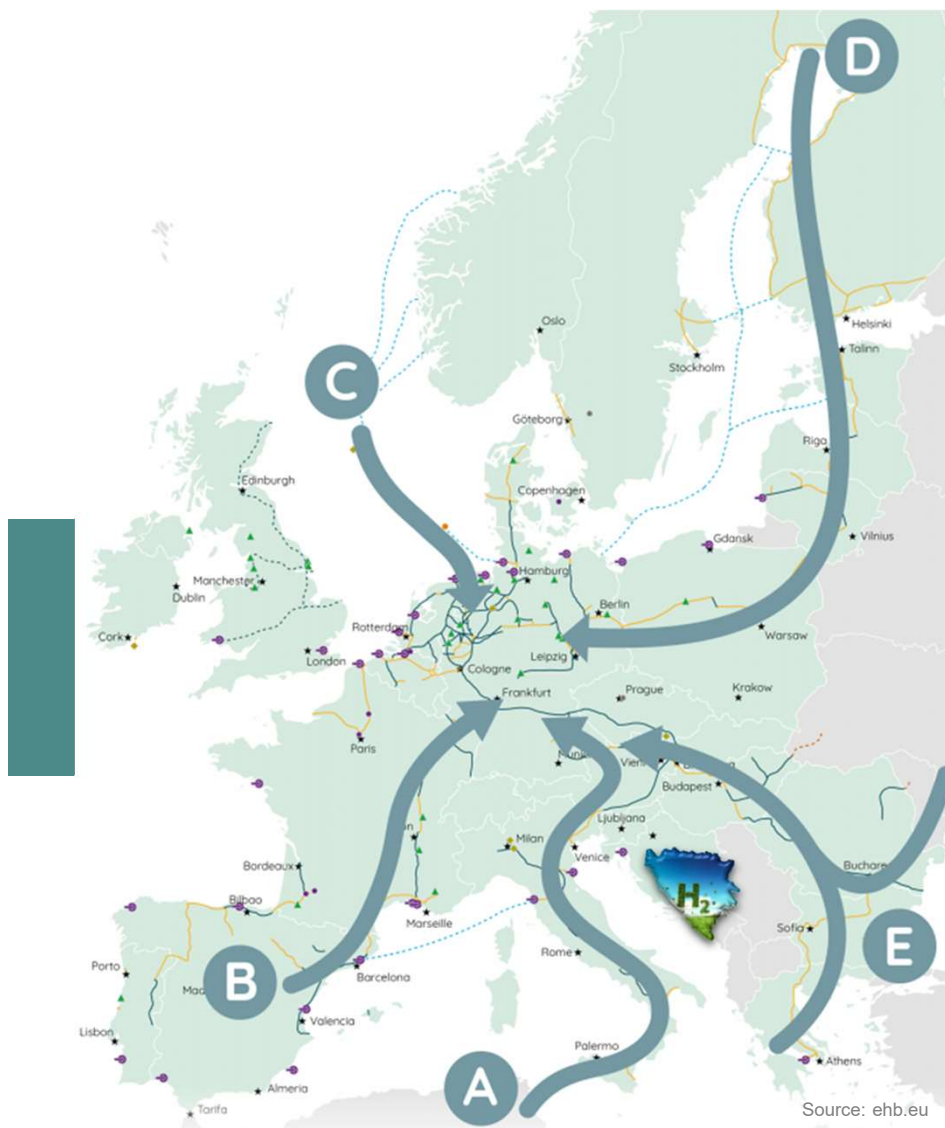 D
Oslo
Helsinki
Talinn
Stockholm
C
Göteborg
Riga
Edinburgh
Copenhagen
Gdansk
Vilnius
Hamburg
Manchester
Dublin
Berlin
Rotterdam
Warsaw
Cork
London
Leipzig
Cologne
Frankfurt
Prague
Krakow
Paris
Budapest
Ljubljana
Milan
Venice
Bordeaux
H2
Bilbao
Marseille
Sofia
E
Rome
Porto
B
Barcelona
Valencia
Lisbon
Palermo
Athens
A
Almeria
Tarifa
Source: ehb.eu